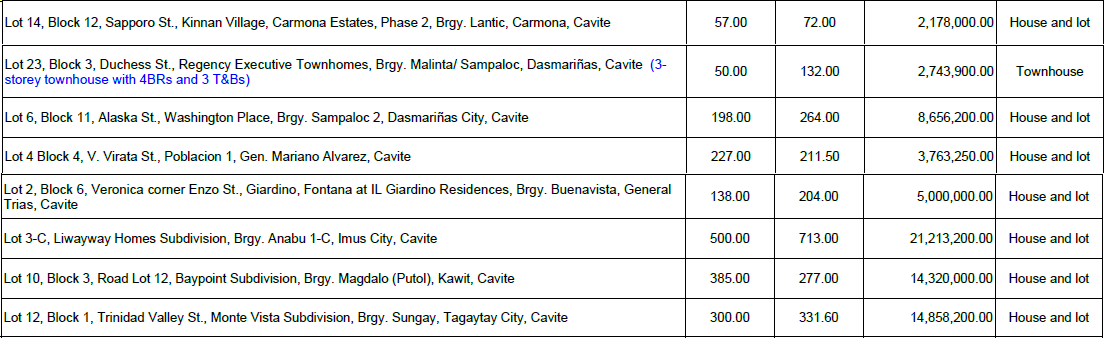 Lot 14, Block 12, Sapporo St., Kinnan Village, Carmona Estates, Phase 2, Brgy. Lantic, Carmona, Cavite 57.00 72.00 2,178,000.00 House and lot
Lot 23, Block 3, Duchess St., Regency Executive Townhomes, Brgy. Malinta/ Sampaloc, Dasmariñas, Cavite (3-
storey townhouse with 4BRs and 3 T&Bs) 50.00 132.00 2,743,900.00 Townhouse
Lot 6, Block 11, Alaska St., Washington Place, Brgy. Sampaloc 2, Dasmariñas City, Cavite 198.00 264.00 8,656,200.00 House and lot
Lot 4 Block 4, V. Virata St., Poblacion 1, Gen. Mariano Alvarez, Cavite 227.00 211.50 3,763,250.00 House and lot
Lot 2, Block 6, Veronica corner Enzo St., Giardino, Fontana at IL Giardino Residences, Brgy. Buenavista, General
Trias, Cavite 138.00 204.00 5,000,000.00 House and lot
Lot 3-C, Liwayway Homes Subdivision, Brgy. Anabu 1-C, Imus City, Cavite 500.00 713.00 21,213,200.00 House and lot
Lot 10, Block 3, Road Lot 12, Baypoint Subdivision, Brgy. Magdalo (Putol), Kawit, Cavite 385.00 277.00 14,320,000.00 House and lot
Lot 12, Block 1, Trinidad Valley St., Monte Vista Subdivision, Brgy. Sungay, Tagaytay City, Cavite 300.00 331.60 14,858,200.00 House and lot